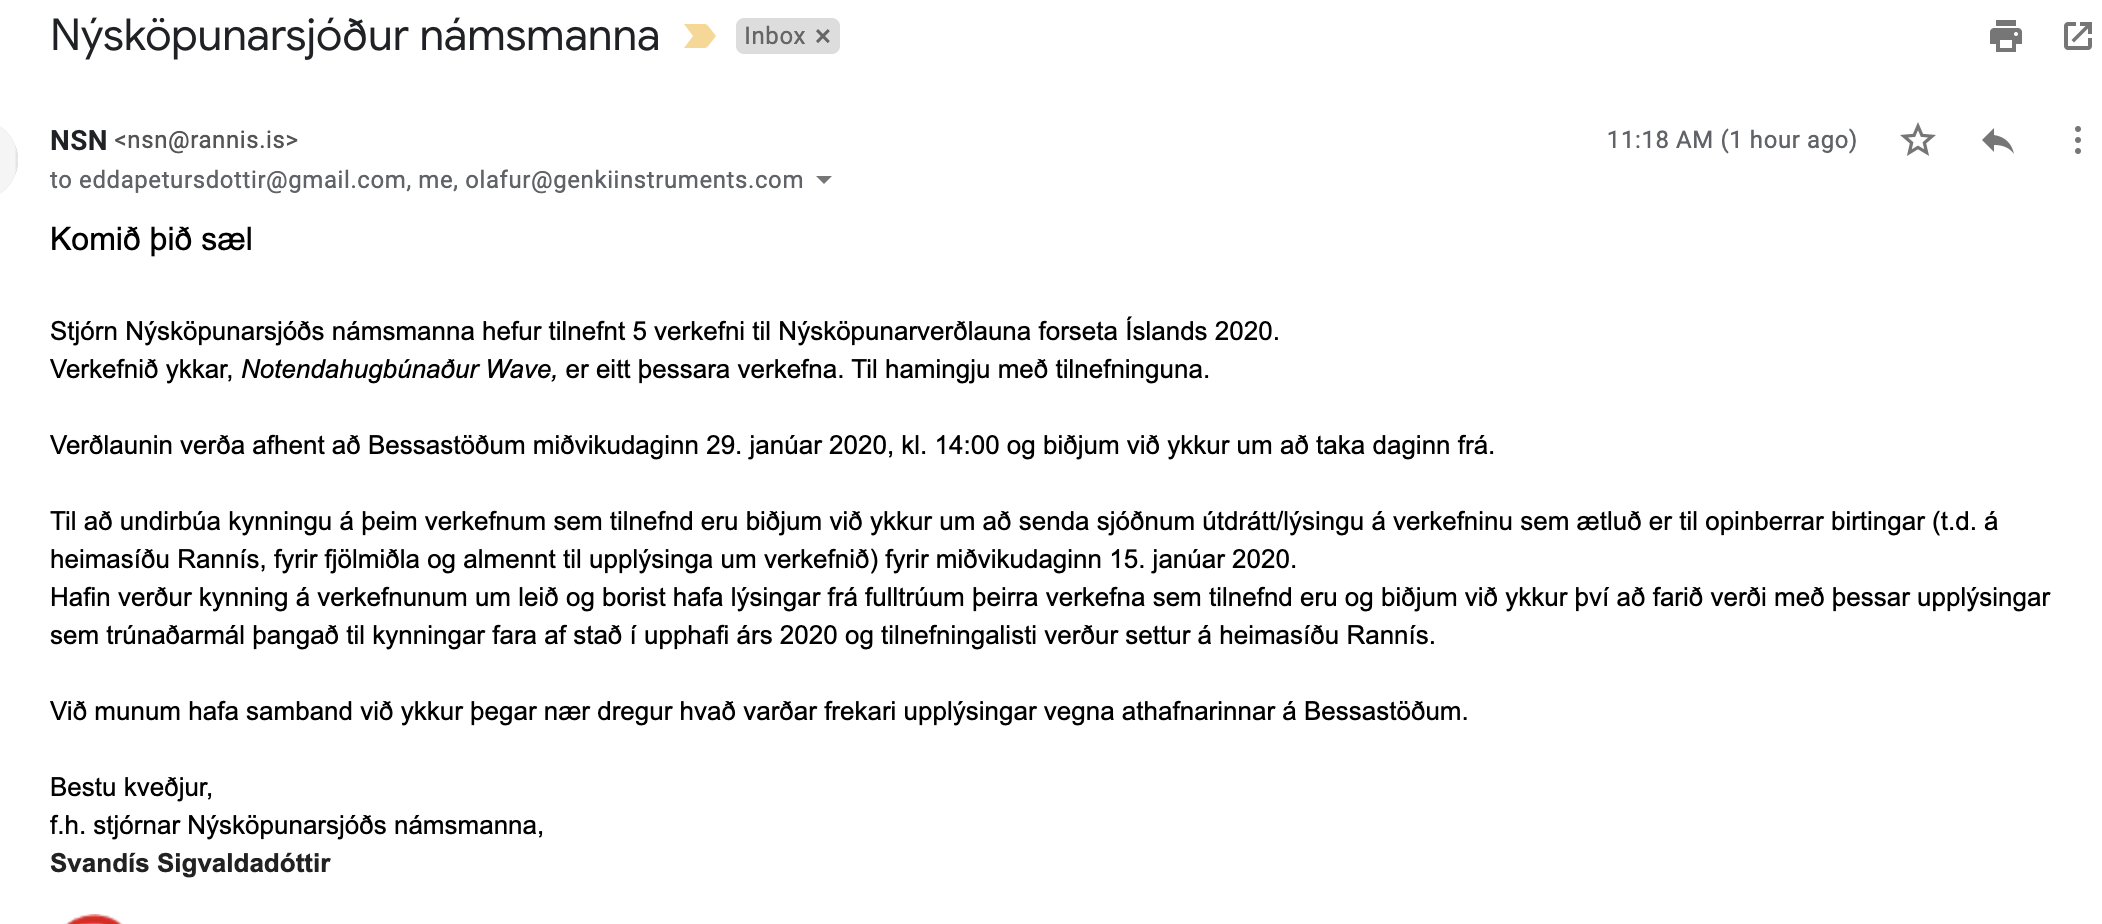 Nýsköpunarsjóður námsmanna
Inbox ×
NSN <nsn@rannis.is>
11:18 AM (1 hour ago)
to eddapetursdottir@gmail.com, me, olafur@genkiinstruments.com
Komið þið sæl
Stjórn Nýsköpunarsjóðs námsmanna hefur tilnefnt 5 verkefni til Nýsköpunarverðlauna forseta Íslands 2020.
Verkefnið ykkar, Notendahugbúnaður Wave, er eitt þessara verkefna. Til hamingju með tilnefninguna.
Verðlaunin verða afhent að Bessastöðum miðvikudaginn 29. janúar 2020, kl. 14:00 og biðjum við ykkur um að taka daginn frá.
Til að undirbúa kynningu á þeim verkefnum sem tilnefnd eru biðjum við ykkur um að senda sjóðnum útdrátt/lýsingu á verkefninu sem ætluð er til opinberrar birtingar (t.d. á
heimasíðu Rannís, fyrir fjölmiðla og almennt til upplýsinga um verkefnið) fyrir miðvikudaginn 15. janúar 2020.
Hafin verður kynning á verkefnunum um leið og borist hafa lýsingar frá fulltrúum þeirra verkefna sem tilnefnd eru og biðjum við ykkur því að farið verði með þessar upplýsingar
sem trúnaðarmál þangað til kynningar fara af stað í upphafi árs 2020 og tilnefningalisti verður settur á heimasíðu Rannís.
Við munum hafa samband við ykkur þegar nær dregur hvað varðar frekari upplýsingar vegna athafnarinnar á Bessastöðum.
Bestu kveðjur,
f.h. stjórnar Nýsköpunarsjóðs námsmanna,
Svandís Sigvaldadóttir